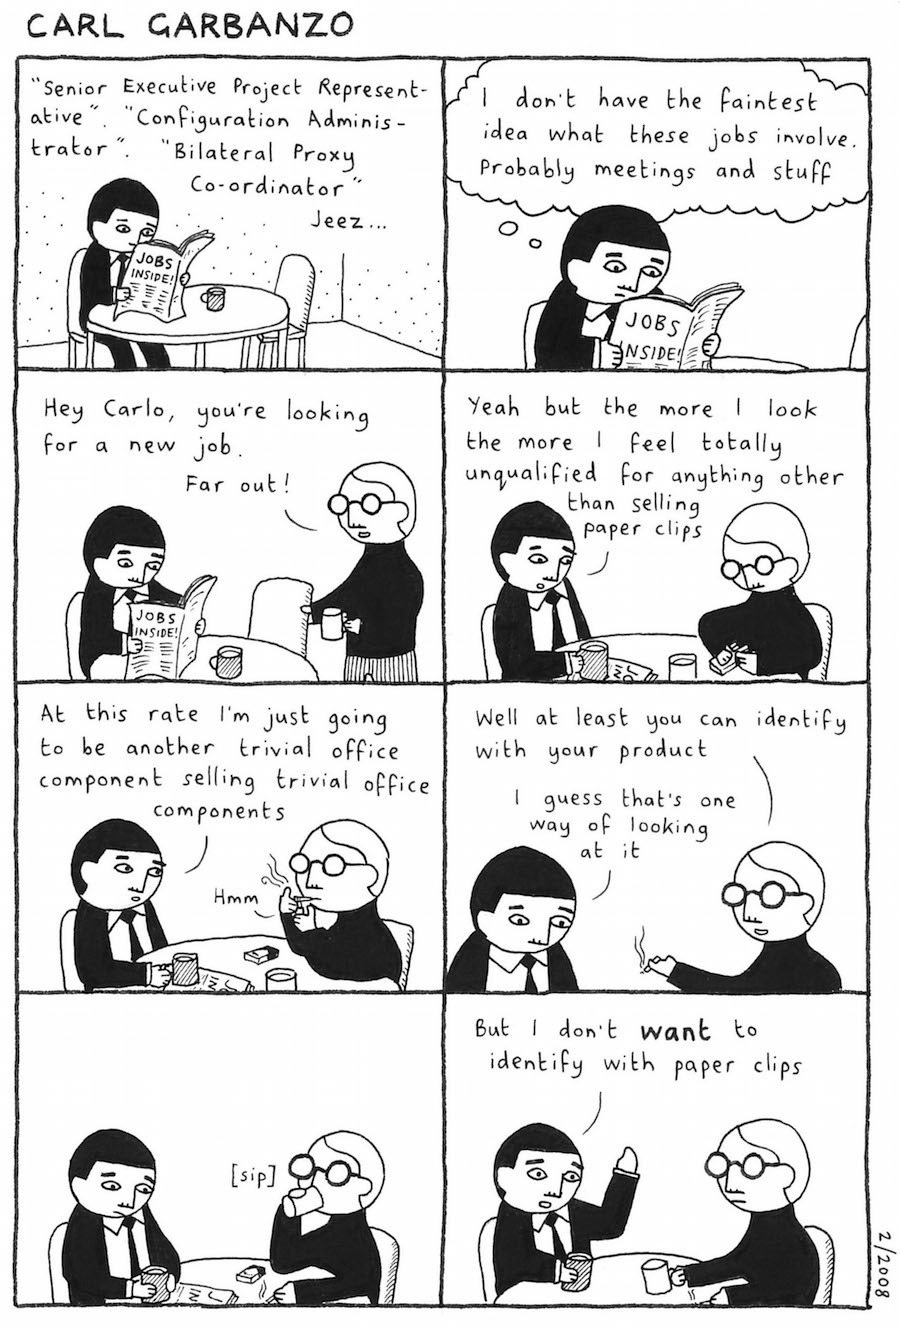 CARL GARBANZO
"Senior Executive Project Represent-
ative". "Configuration Adminis-
trator". "Bilateral Proxy
Co-ordinator"
Jeez...
JOBS
INSIDE!
I don't have the faintest
idea what these jobs involve.
Probably meetings and stuff
JOBS
INSIDE!
Hey Carlo, you're looking
for a new job.
Far out!
JOBS
INSIDE!
Yeah but the more I look
the more I feel totally
unqualified for anything other
than selling
paper clips
At this rate I'm just going
to be another trivial office
component selling trivial office
components
Hmm
Well at least you can identify
with your product
I guess that's one
way of looking
at it
[sip]
But I don't want to
identify with paper clips
2/2008